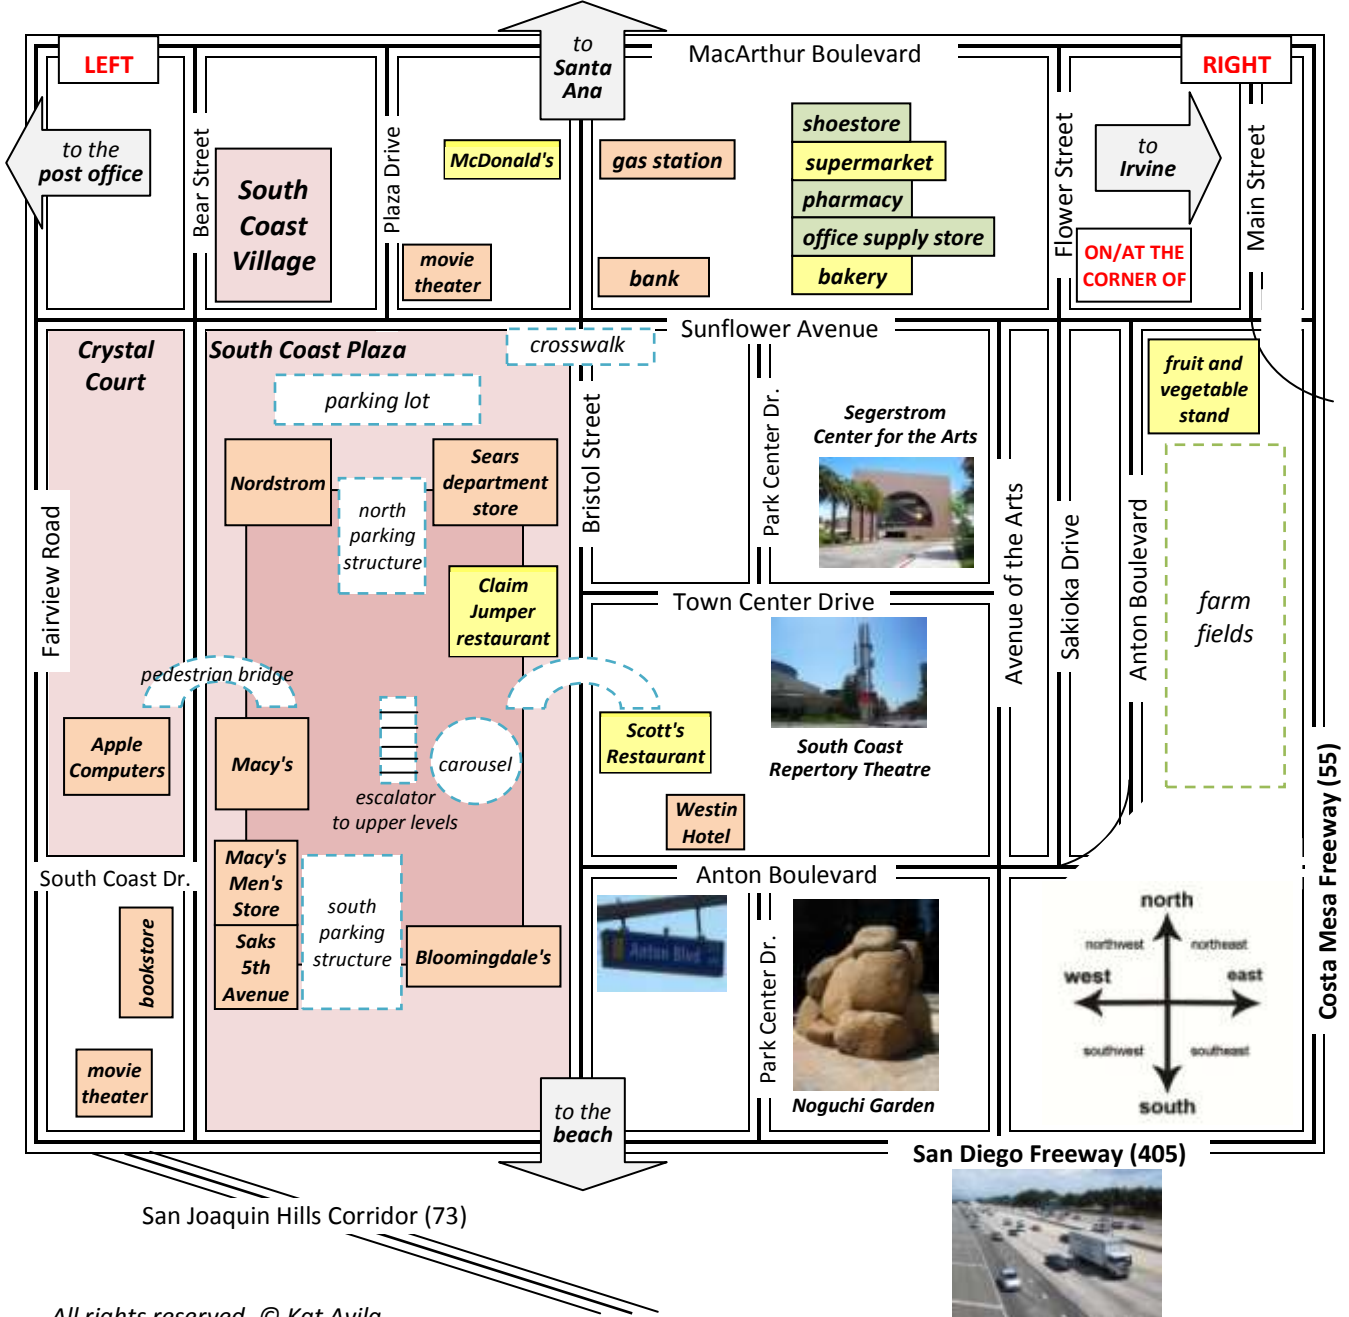 to
Santa
Ana
MacArthur Boulevard
LEFT
RIGHT
to the
post office
Bear Street
South
Coast
Village
Plaza Drive
McDonald's
movie
theater
gas station
bank
shoestore
supermarket
pharmacy
office supply store
bakery
Flower Street
to
Irvine
ON/AT THE
CORNER OF
Main Street
Sunflower Avenue
Crystal
Court
South Coast Plaza
crosswalk
parking lot
Nordstrom
north
parking
structure
Sears
department
store
Claim
Jumper
restaurant
Bristol Street
Park Center Dr.
Segerstrom
Center for the Arts
Avenue of the Arts
Sakioka Drive
Anton Boulevard
fruit and
vegetable
stand
farm
fields
Fairview Road
Town Center Drive
pedestrian bridge
Apple
Computers
Macy's
escalator
to upper levels
carousel
Scott's
Restaurant
South Coast
Repertory Theatre
Westin
Hotel
Costa Mesa Freeway (55)
South Coast Dr.
Anton Boulevard
bookstore
movie
theater
Macy's
Men's
Store
Saks
5th
Avenue
south
parking
structure
Bloomingdale's
Anton Blvd
Park Center Dr.
Noguchi Garden
north
northwest
northeast
west
east
southwest
southeast
south
to the
beach
San Diego Freeway (405)
San Joaquin Hills Corridor (73)
All rights reserved. © Kat Avila